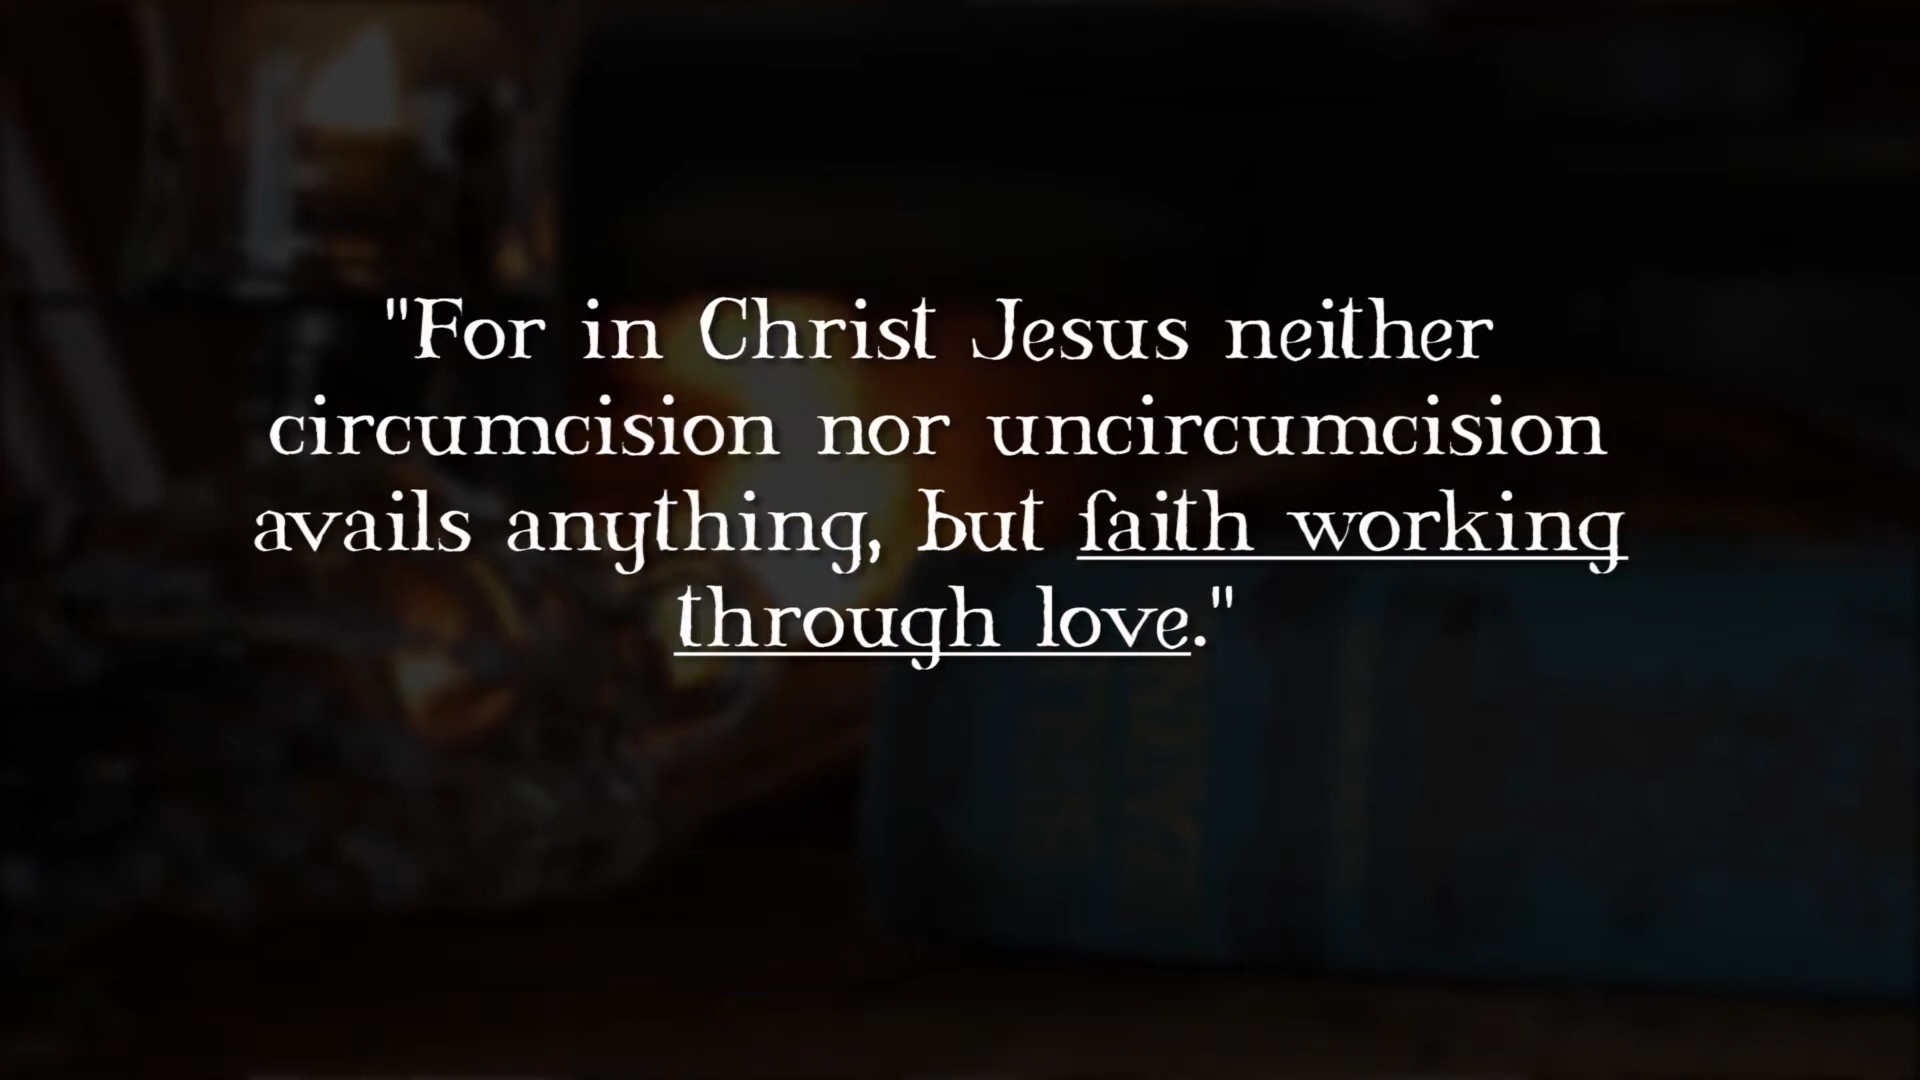 "For in Christ Jesus neither
circumcision nor uncircumcision
avails anything, but faith working
through love."